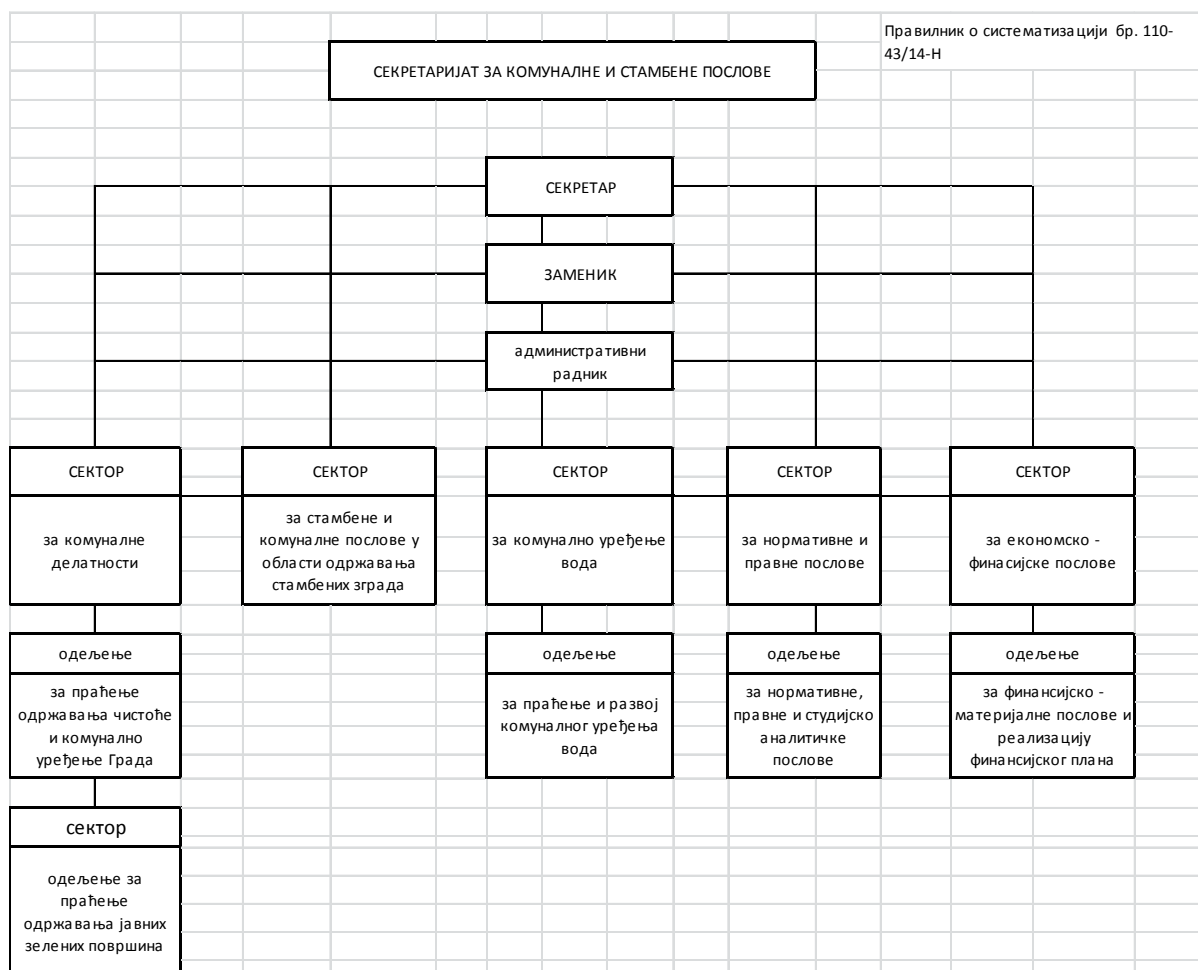 Правилник о систематизацији бр. 110-
43/14-Н
СЕКРЕТАРИЈАТ ЗА КОМУНАЛНЕ И СТАМБЕНЕ ПОСЛОВЕ
СЕКРЕТАР
ЗАМЕНИК
административни
радник
СЕКТОР
за комуналне
делатности
СЕКТОР
за стамбене и
комуналне послове у
области одржавања
стамбених зграда
СЕКТОР
за комунално уређење
вода
СЕКТОР
за нормативне и
правне послове
СЕКТОР
за економско -
финасијске послове
одељење
за праћење
одржавања чистоће
и комунално
уређење Града
одељење
за праћење и развој
комуналног уређења
вода
одељење
за нормативне,
правне и студијско
аналитичке
послове
одељење
за финансијско -
материјалне послове и
реализацију
финансијског плана
сектор
одељење за
праћење
одржавања јавних
зелених површина